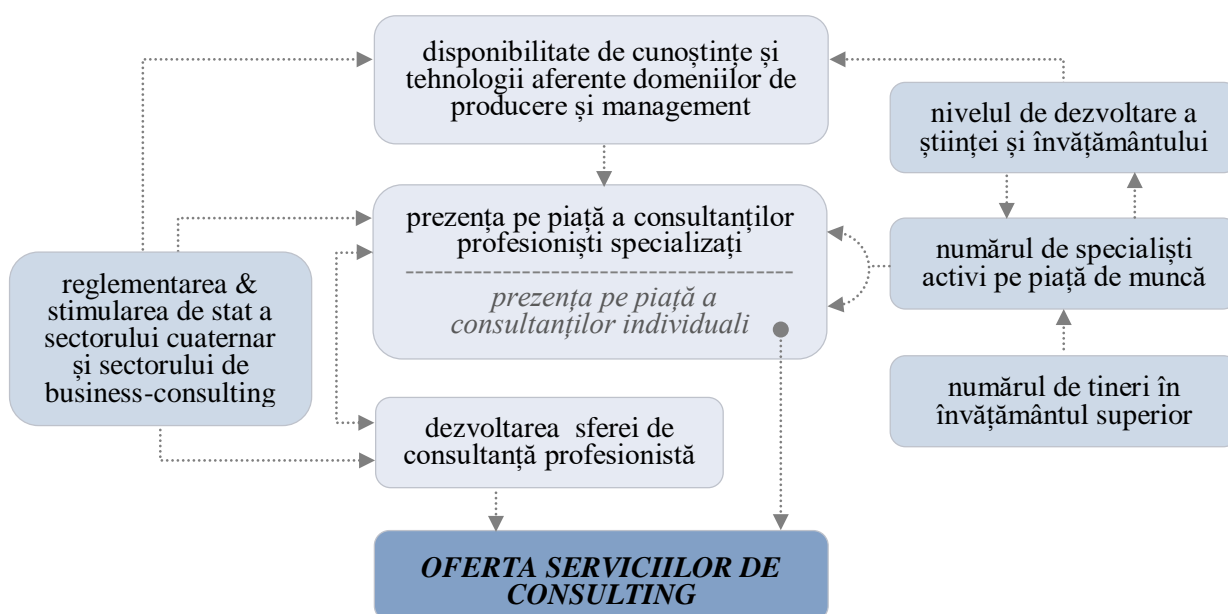 disponibilitate de cunoștințe și
tehnologii aferente domeniilor de
producere și management
nivelul de dezvoltare a
științei și învățământului
prezența pe piață a consultanților
profesioniști specializați
prezența pe piață a
consultanților individuali
numărul de specialiști
activi pe piață de muncă
reglementarea &
stimularea de stat a
sectorului cuaternar
și sectorului de
business-consulting
numărul de tineri în
învățământul superior
dezvoltarea sferei de
consultanță profesionistă
OFERTA SERVICIILOR DE
CONSULTING